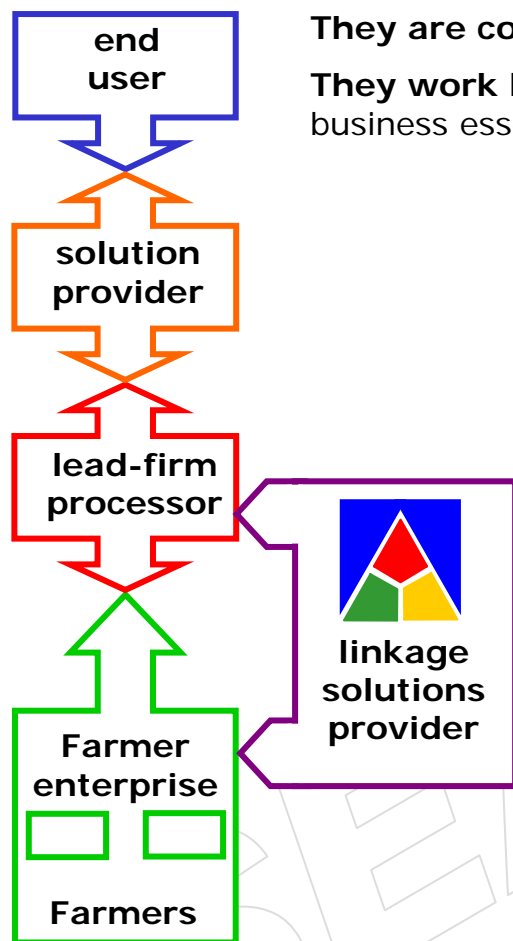 end
user
They are co
They work
business ess
solution
provider
lead-firm
processor
linkage
solutions
provider
Farmer
enterprise
Farmers